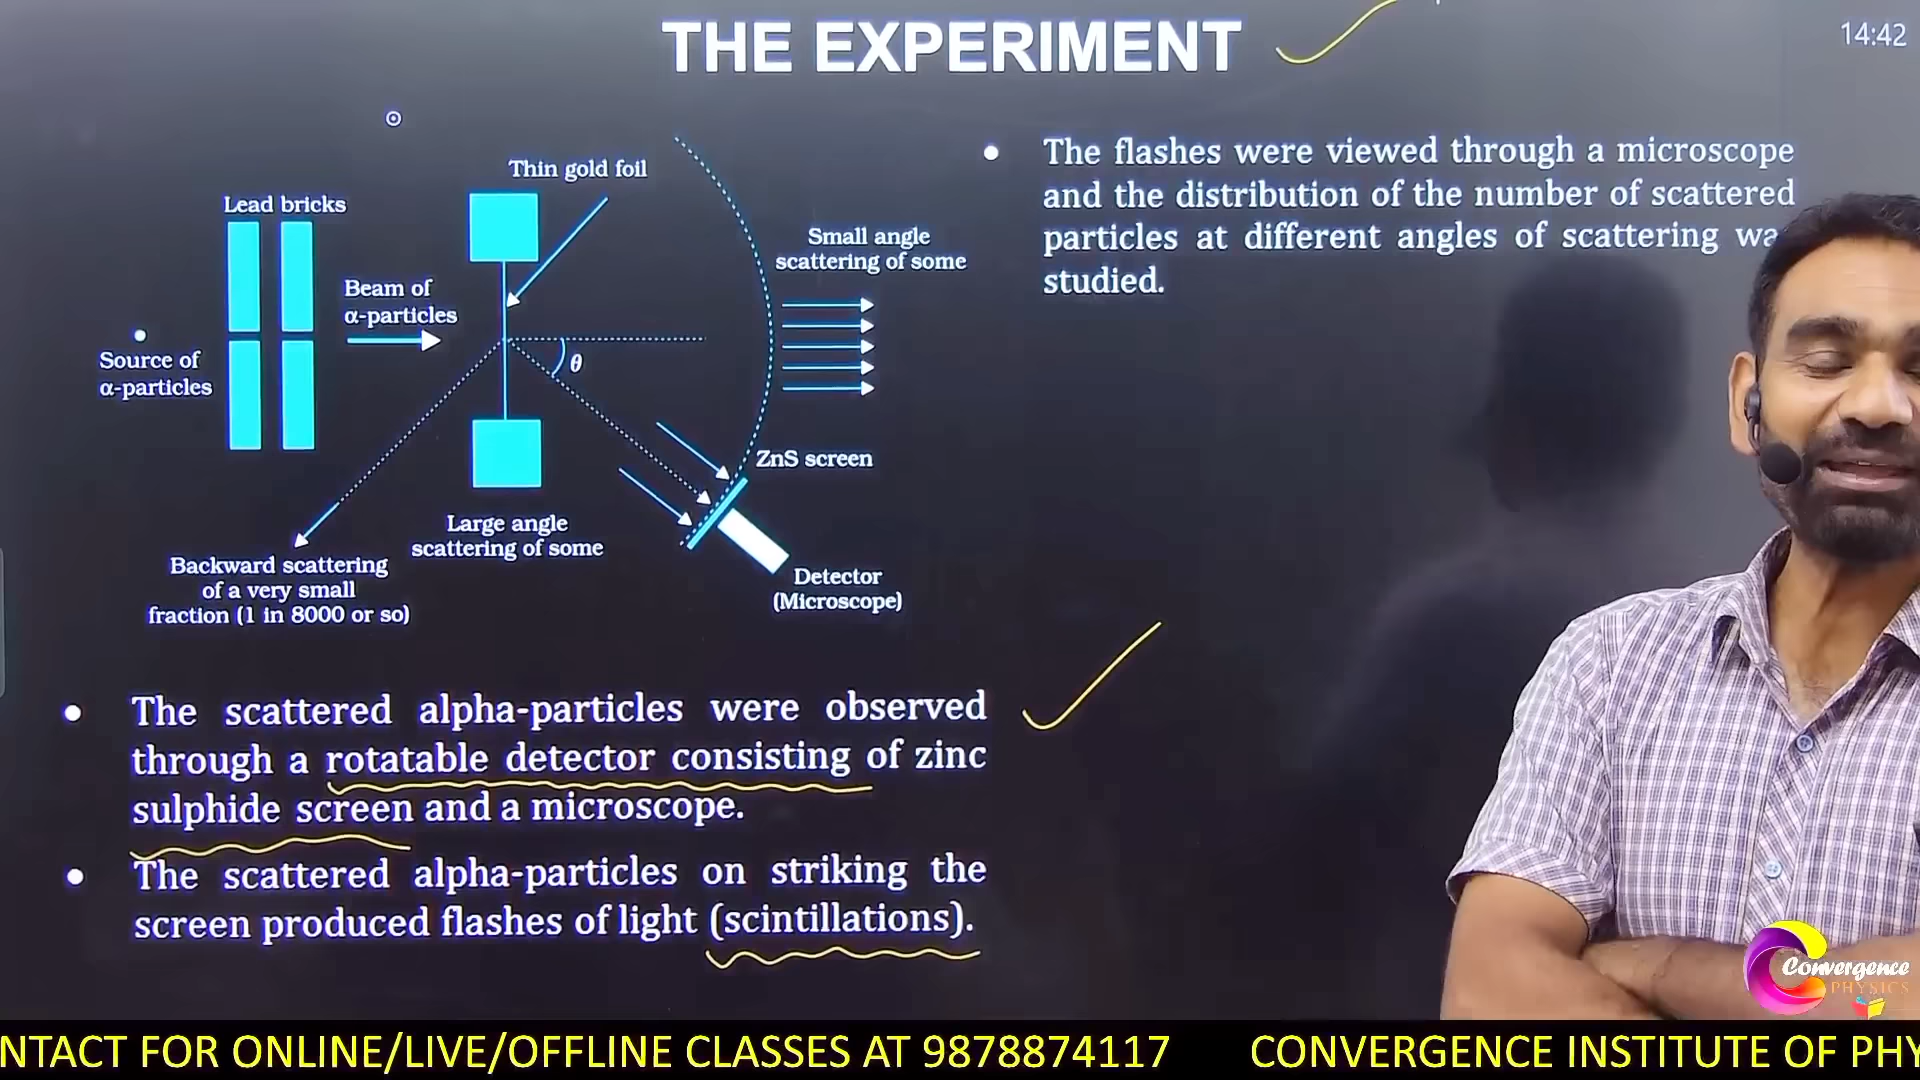 THE EXPERIMENT
14:42
Thin gold foil
Lead bricks
Small angle
scattering of some
Beam of
α-particles
θ
Source of
α-particles
ZnS screen
Large angle
scattering of some
Backward scattering
of a very small
fraction (1 in 8000 or so)
Detector
(Microscope)
• The scattered alpha-particles were observed
through a rotatable detector consisting of zinc
sulphide screen and a microscope.
• The scattered alpha-particles on striking the
screen produced flashes of light (scintillations).
• The flashes were viewed through a microscope
and the distribution of the number of scattered
particles at different angles of scattering wa
studied.
Convergence
PHYSICS
NTACT FOR ONLINE/LIVE/OFFLINE CLASSES AT 9878874117 CONVERGENCE INSTITUTE OF PHY